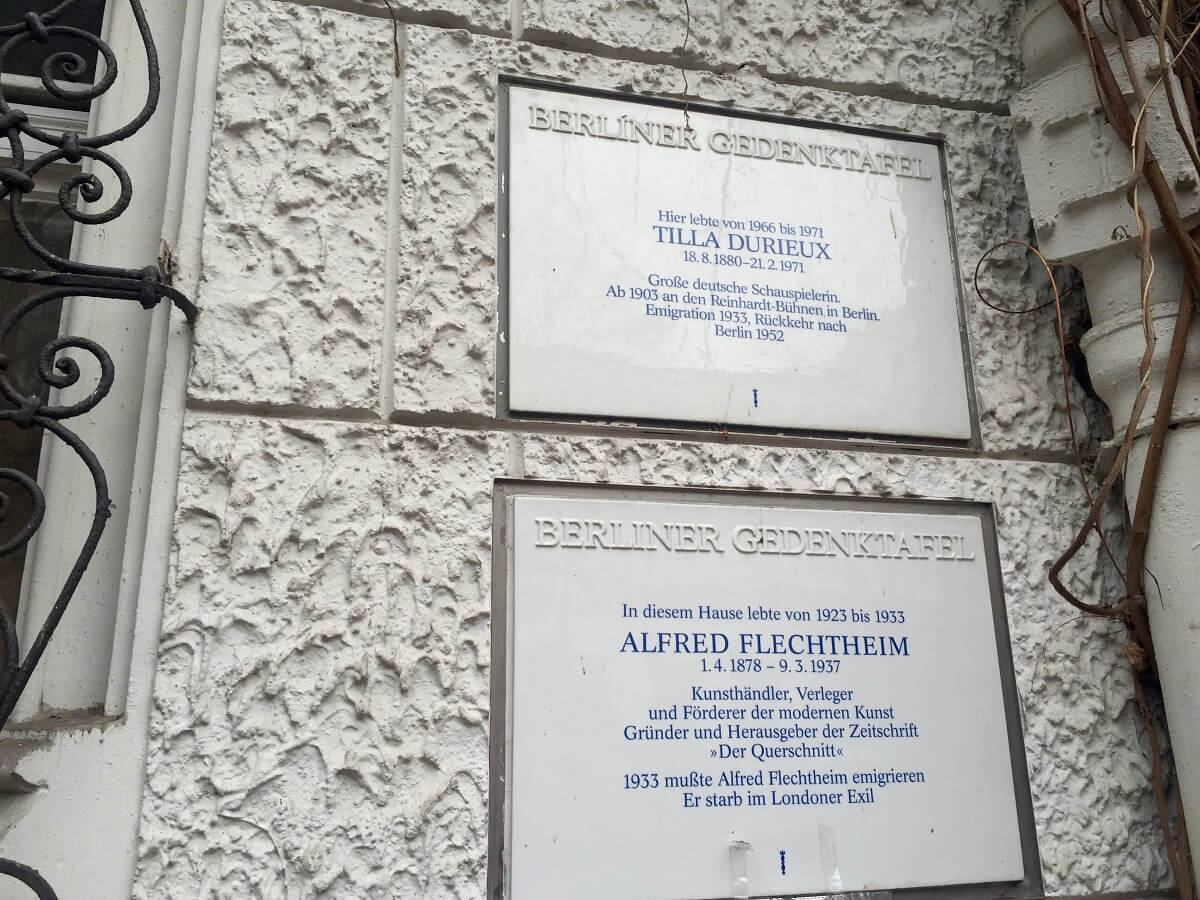 BERLINER GEDENKTAFEL
Hier lebte von 1966 bis 1971
TILLA DURIEUX
18. 8. 1880–21. 2. 1971
Große deutsche Schauspielerin.
Ab 1903 an den Reinhardt-Bühnen in Berlin.
Emigration 1933, Rückkehr nach
Berlin 1952
BERLINER GEDENKTAFEL
In diesem Hause lebte von 1923 bis 1933
ALFRED FLECHTHEIM
1. 4. 1878 – 9. 3. 1937
Kunsthändler, Verleger
und Förderer der modernen Kunst
Gründer und Herausgeber der Zeitschrift
»Der Querschnitt«
1933 mußte Alfred Flechtheim emigrieren
Er starb im Londoner Exil